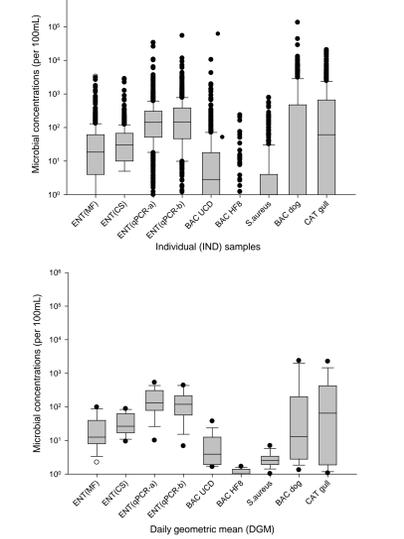 Microbial concentrations (per 100mL)
10⁵
10⁴
10³
10²
10¹
10⁰
ENT(MF)
ENT(CS)
ENT(qPCR-a)
ENT(qPCR-b)
BAC UCD
BAC HF8
S.aureus
BAC dog
CAT gull
Individual (IND) samples
Microbial concentrations (per 100mL)
10⁶
10⁵
10⁴
10³
10²
10¹
10⁰
ENT(MF)
ENT(CS)
ENT(qPCR-a)
ENT(qPCR-b)
BAC UCD
BAC HF8
S.aureus
BAC dog
CAT gull
Daily geometric mean (DGM)